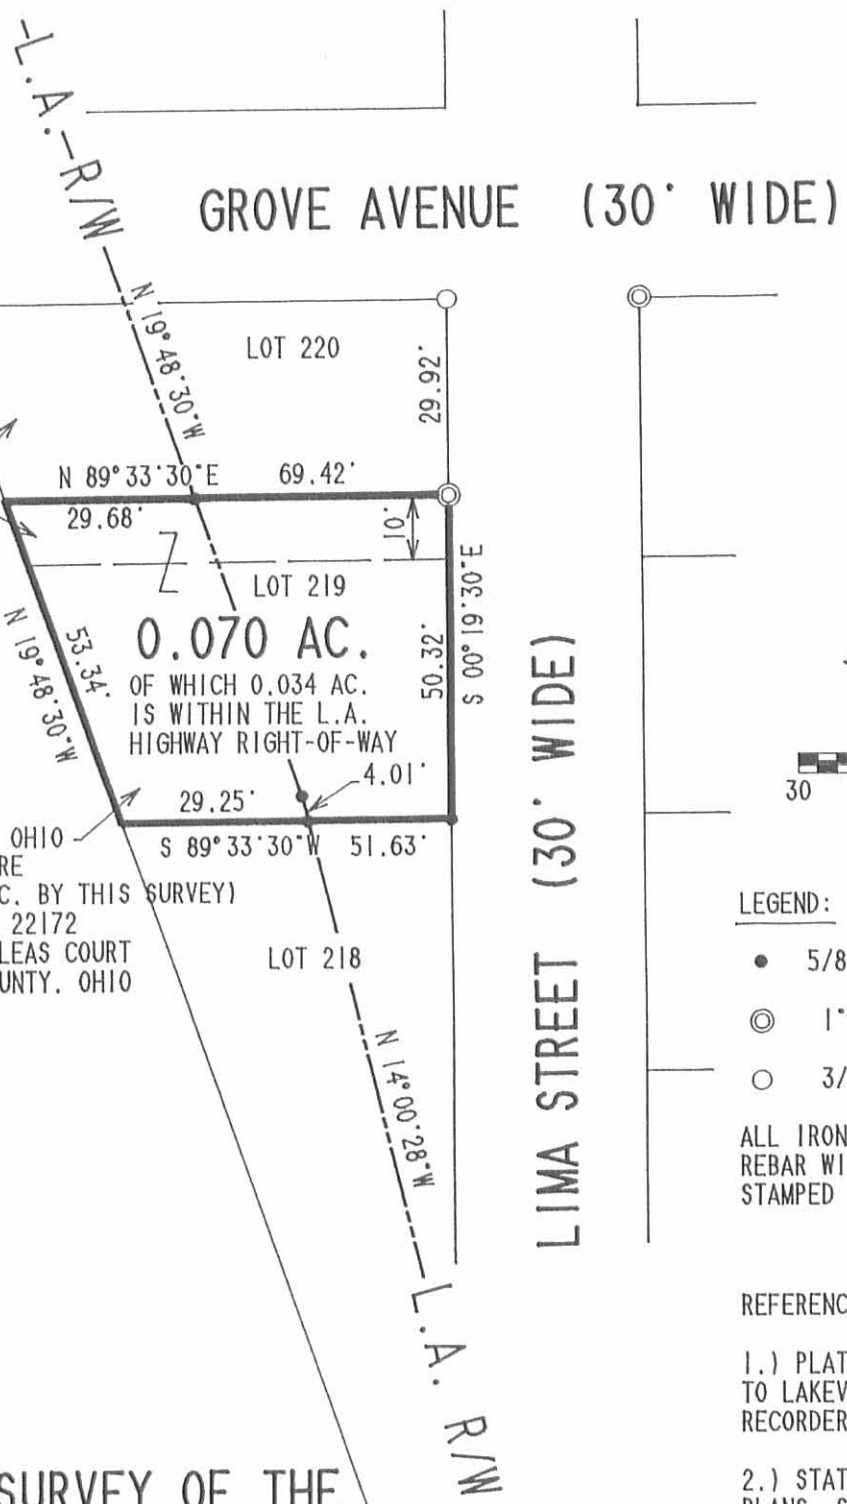 -L.A.-R/W
GROVE AVENUE (30' WIDE)
N 19°48'30"W
LOT 220
29.92'
N 89°33'30"E 69.42'
29.68'
10'
LOT 219
S 00°19'30"E
50.32'
0.070 AC.
OF WHICH 0.034 AC.
IS WITHIN THE L.A.
HIGHWAY RIGHT-OF-WAY
53.34'
N 19°48'30"W
4.01'
29.25'
S 89°33'30"W 51.63'
OHIO
RE
C. BY THIS SURVEY)
22172
LEAS COURT
UNTY, OHIO
LOT 218
N 14°00'28"W
LIMA STREET (30' WIDE)
L.A. R/W
30
LEGEND:
5/8
1"
3/
ALL IRON
REBAR WI
STAMPED
REFERENC
1.) PLAT
TO LAKEV
RECORDER
2.) STAT
SURVEY OF THE